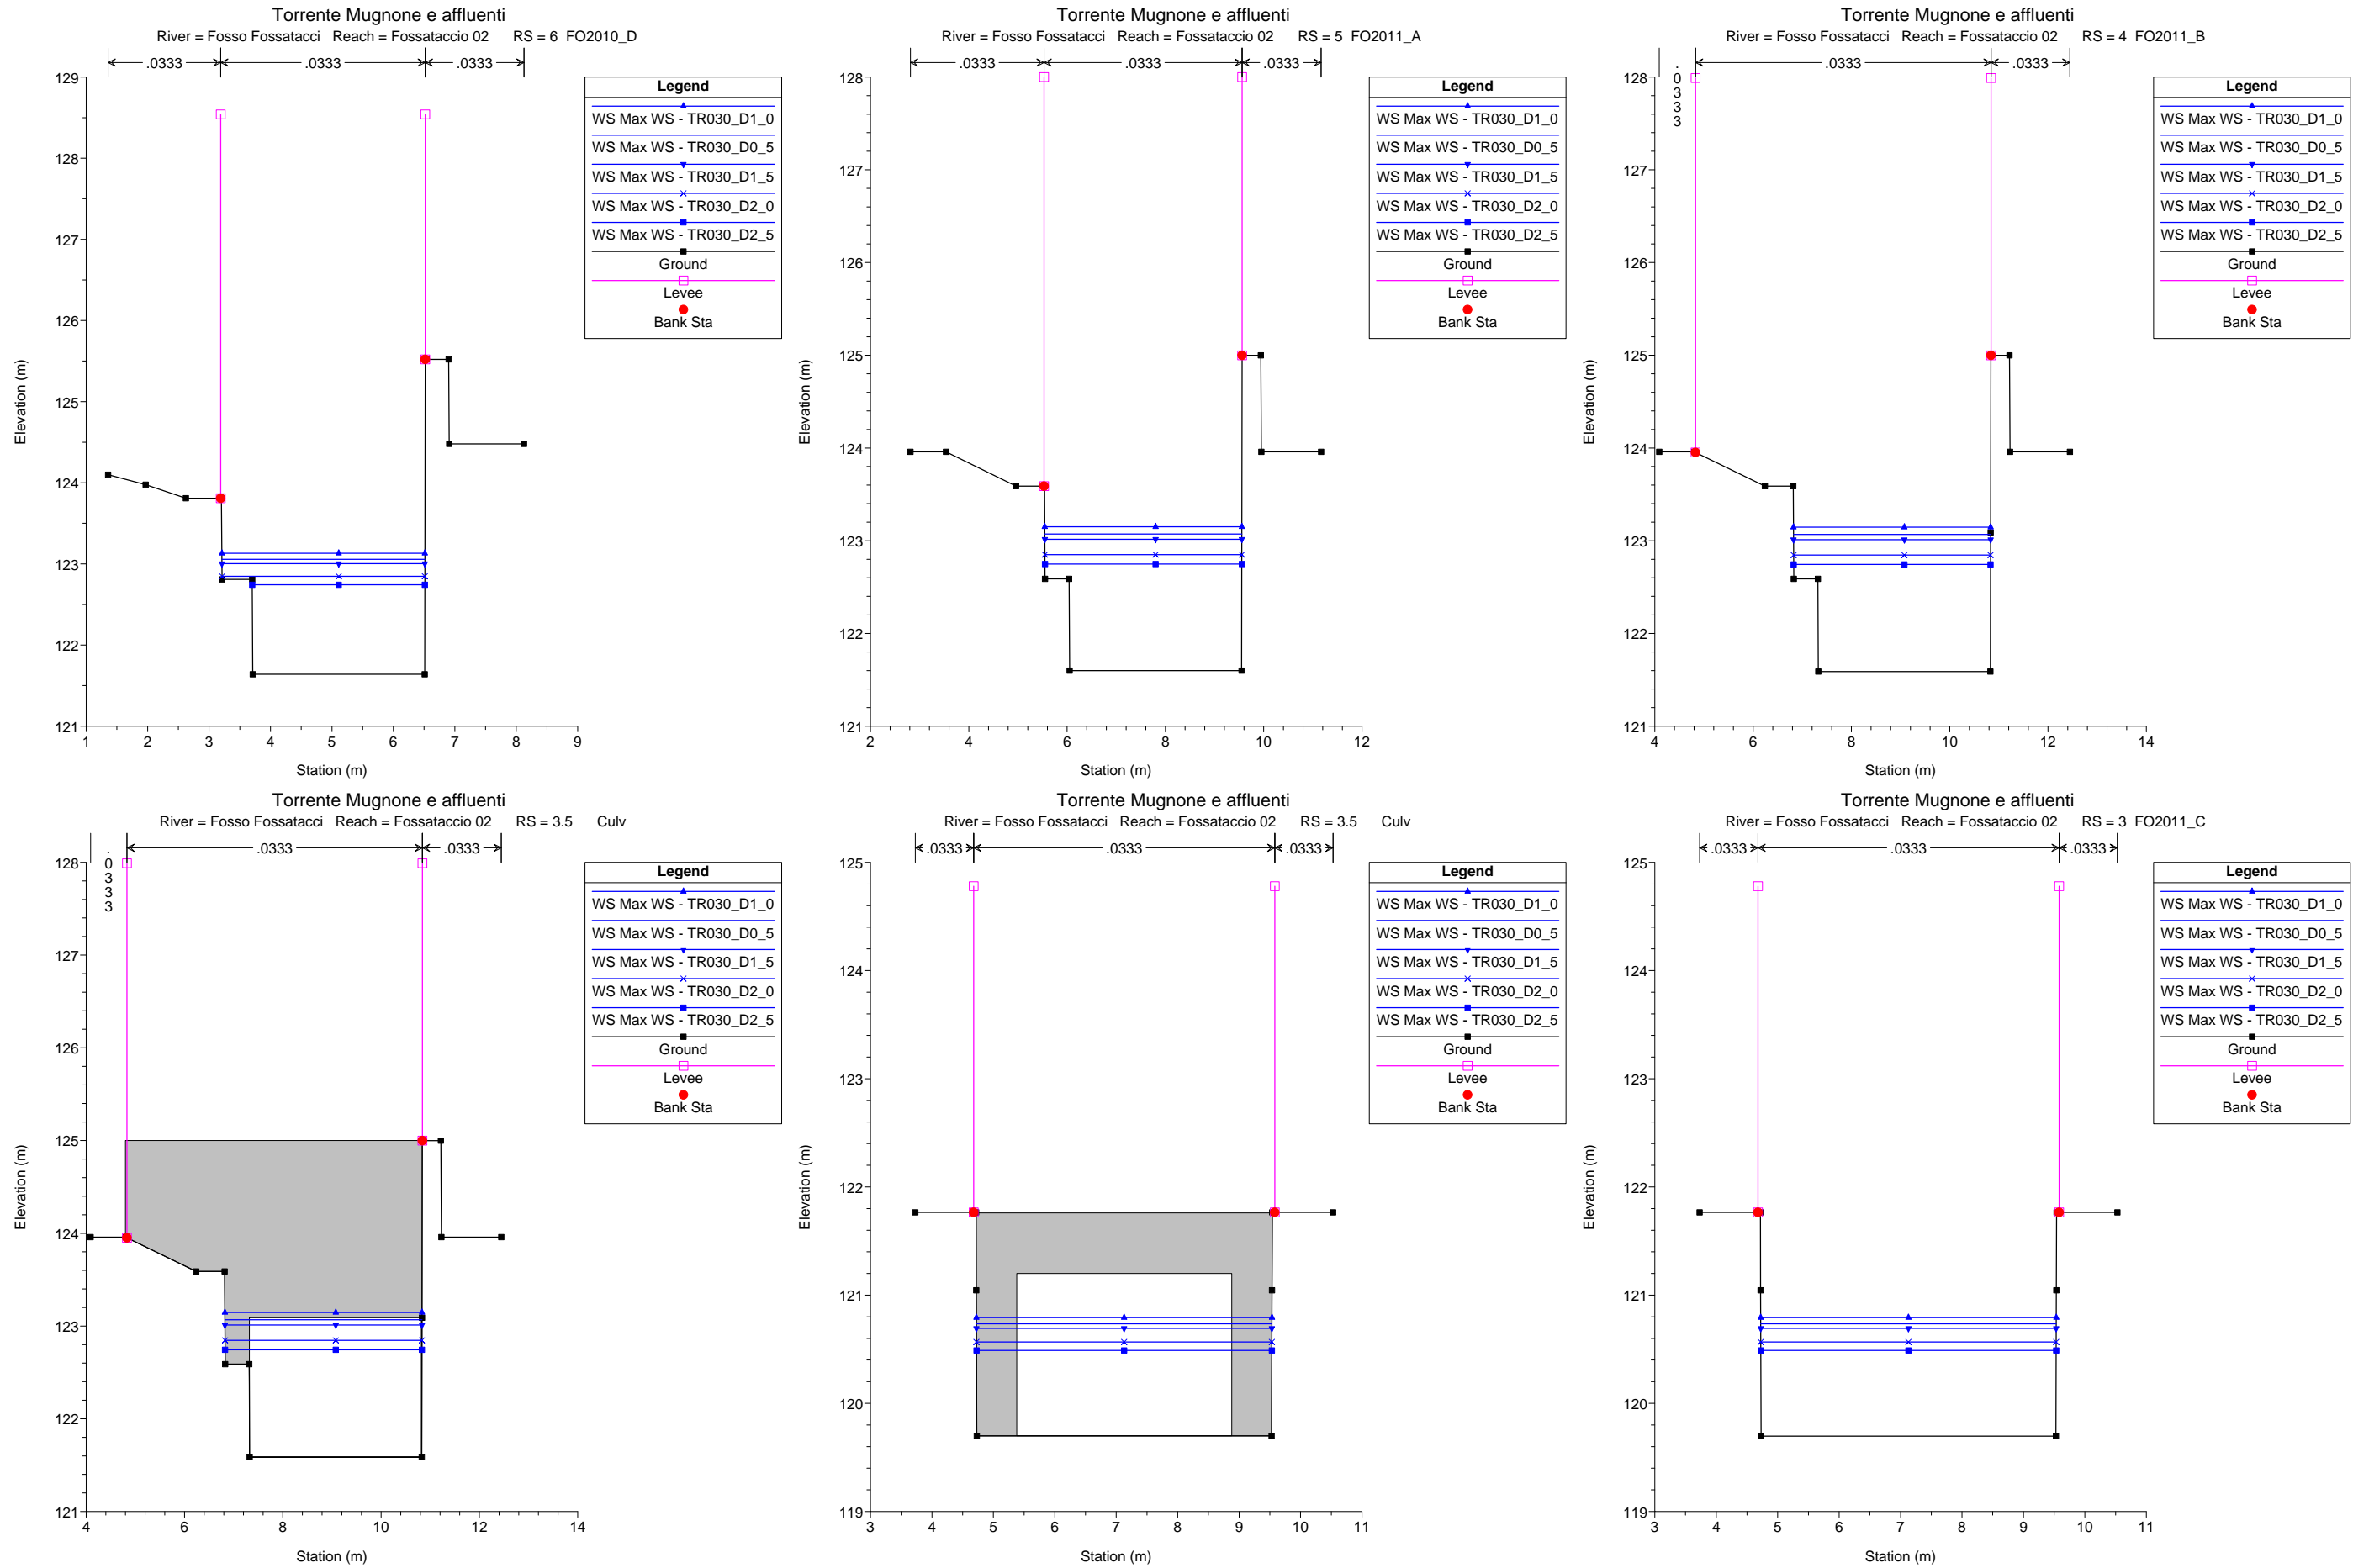 Torrente Mugnone e affluenti
River = Fosso Fossatacci   Reach = Fossataccio 02      RS = 6  FO2010_D
.0333 .0333 .0333
Elevation (m)
129
128
127
126
125
124
123
122
121
1 2 3 4 5 6 7 8 9
Station (m)
Legend
WS Max WS - TR030_D1_0
WS Max WS - TR030_D0_5
WS Max WS - TR030_D1_5
WS Max WS - TR030_D2_0
WS Max WS - TR030_D2_5
Ground
Levee
Bank Sta
Torrente Mugnone e affluenti
River = Fosso Fossatacci   Reach = Fossataccio 02      RS = 5  FO2011_A
.0333 .0333 .0333
Elevation (m)
128
127
126
125
124
123
122
121
2 4 6 8 10 12
Station (m)
Legend
WS Max WS - TR030_D1_0
WS Max WS - TR030_D0_5
WS Max WS - TR030_D1_5
WS Max WS - TR030_D2_0
WS Max WS - TR030_D2_5
Ground
Levee
Bank Sta
Torrente Mugnone e affluenti
River = Fosso Fossatacci   Reach = Fossataccio 02      RS = 4  FO2011_B
.0333 .0333 .0333
Elevation (m)
128
127
126
125
124
123
122
121
4 6 8 10 12 14
Station (m)
Legend
WS Max WS - TR030_D1_0
WS Max WS - TR030_D0_5
WS Max WS - TR030_D1_5
WS Max WS - TR030_D2_0
WS Max WS - TR030_D2_5
Ground
Levee
Bank Sta
Torrente Mugnone e affluenti
River = Fosso Fossatacci   Reach = Fossataccio 02      RS = 3.5      Culv
.0333 .0333 .0333
Elevation (m)
128
127
126
125
124
123
122
121
4 6 8 10 12 14
Station (m)
Legend
WS Max WS - TR030_D1_0
WS Max WS - TR030_D0_5
WS Max WS - TR030_D1_5
WS Max WS - TR030_D2_0
WS Max WS - TR030_D2_5
Ground
Levee
Bank Sta
Torrente Mugnone e affluenti
River = Fosso Fossatacci   Reach = Fossataccio 02      RS = 3.5      Culv
.0333 .0333 .0333
Elevation (m)
125
124
123
122
121
120
119
3 4 5 6 7 8 9 10 11
Station (m)
Legend
WS Max WS - TR030_D1_0
WS Max WS - TR030_D0_5
WS Max WS - TR030_D1_5
WS Max WS - TR030_D2_0
WS Max WS - TR030_D2_5
Ground
Levee
Bank Sta
Torrente Mugnone e affluenti
River = Fosso Fossatacci   Reach = Fossataccio 02      RS = 3  FO2011_C
.0333 .0333 .0333
Elevation (m)
125
124
123
122
121
120
119
3 4 5 6 7 8 9 10 11
Station (m)
Legend
WS Max WS - TR030_D1_0
WS Max WS - TR030_D0_5
WS Max WS - TR030_D1_5
WS Max WS - TR030_D2_0
WS Max WS - TR030_D2_5
Ground
Levee
Bank Sta